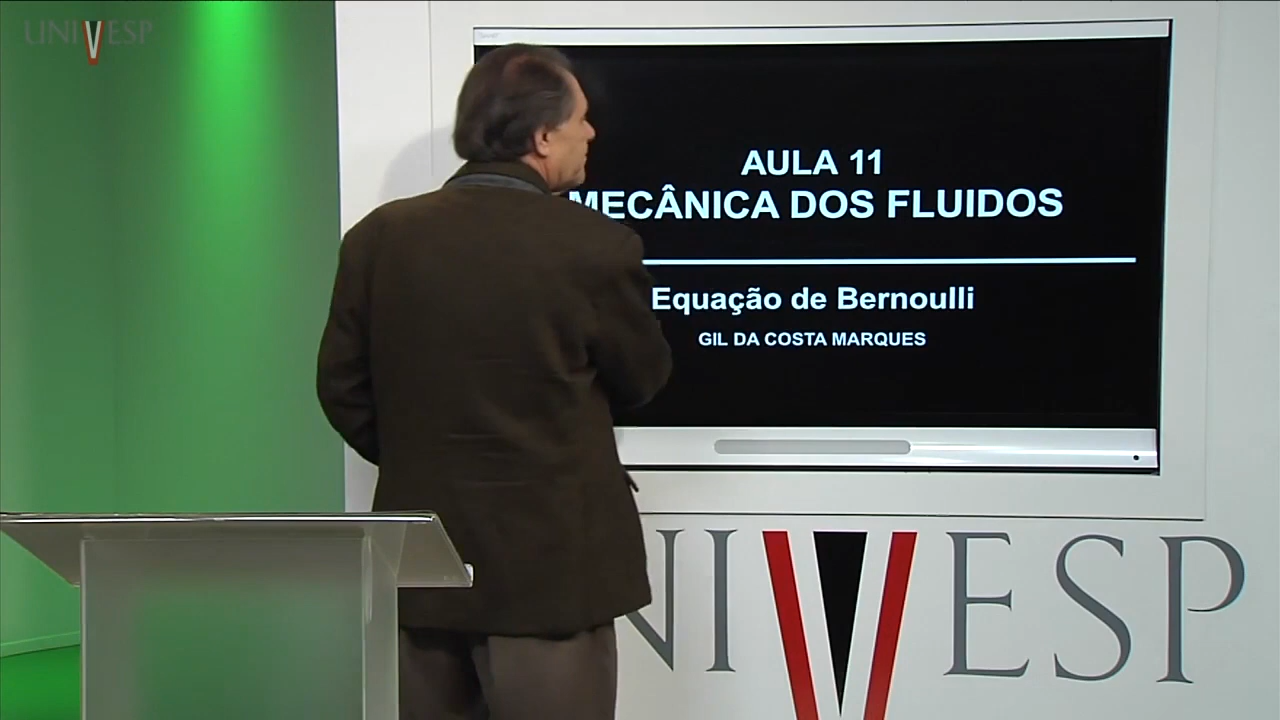 UNIVESP
AULA 11
MECÂNICA DOS FLUIDOS
Equação de Bernoulli
GIL DA COSTA MARQUES
UNIVESP